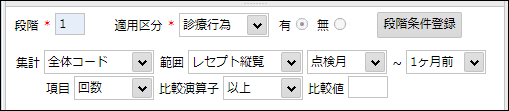 段階 * 1 適用区分 * 診療行為 有 無 段階条件登録
集計 全体コード 範囲 レセプト縦覧 点検月 ~ 1ヶ月前
項目 回数 比較演算子 以上 比較値